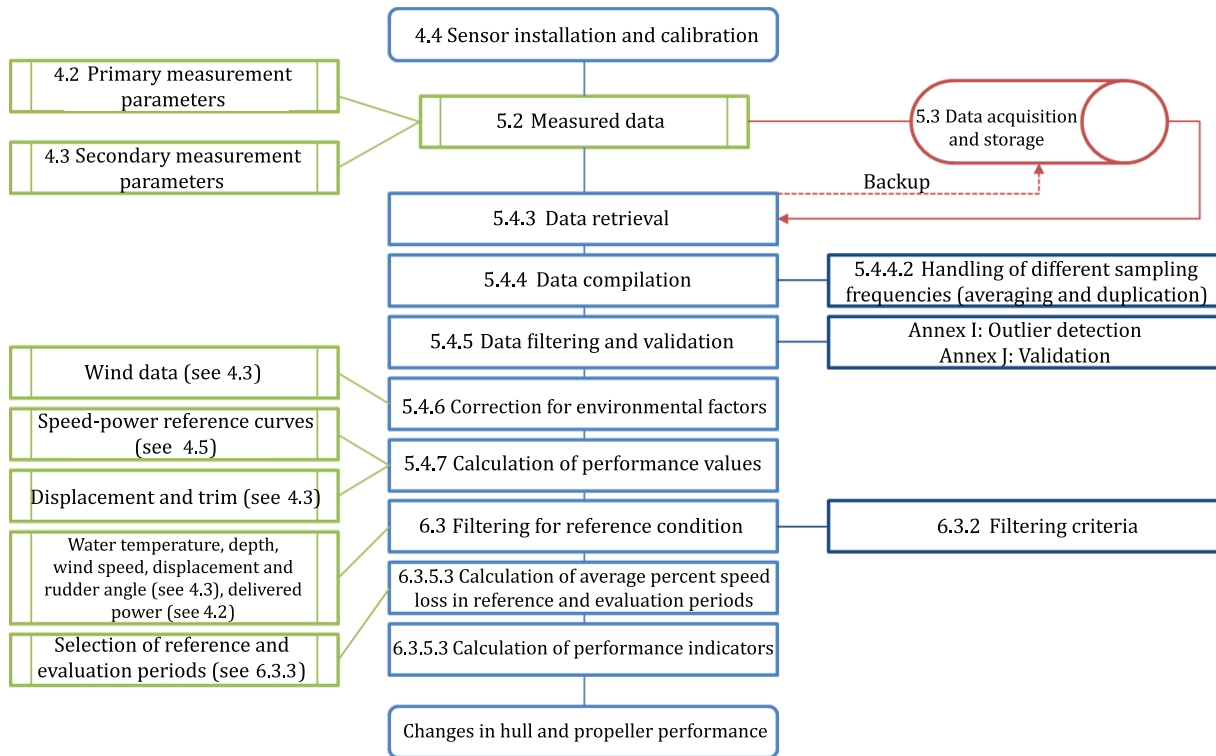 4.4 Sensor installation and calibration
4.2 Primary measurement
parameters
5.2 Measured data
5.3 Data acquisition
and storage
4.3 Secondary measurement
parameters
Backup
5.4.3 Data retrieval
5.4.4 Data compilation
5.4.4.2 Handling of different sampling
frequencies (averaging and duplication)
5.4.5 Data filtering and validation
Annex I: Outlier detection
Annex J: Validation
Wind data (see 4.3)
5.4.6 Correction for environmental factors
Speed-power reference curves
(see 4.5)
5.4.7 Calculation of performance values
Displacement and trim (see 4.3)
6.3 Filtering for reference condition
6.3.2 Filtering criteria
Water temperature, depth,
wind speed, displacement and
rudder angle (see 4.3), delivered
power (see 4.2)
6.3.5.3 Calculation of average percent speed
loss in reference and evaluation periods
Selection of reference and
evaluation periods (see 6.3.3)
6.3.5.3 Calculation of performance indicators
Changes in hull and propeller performance